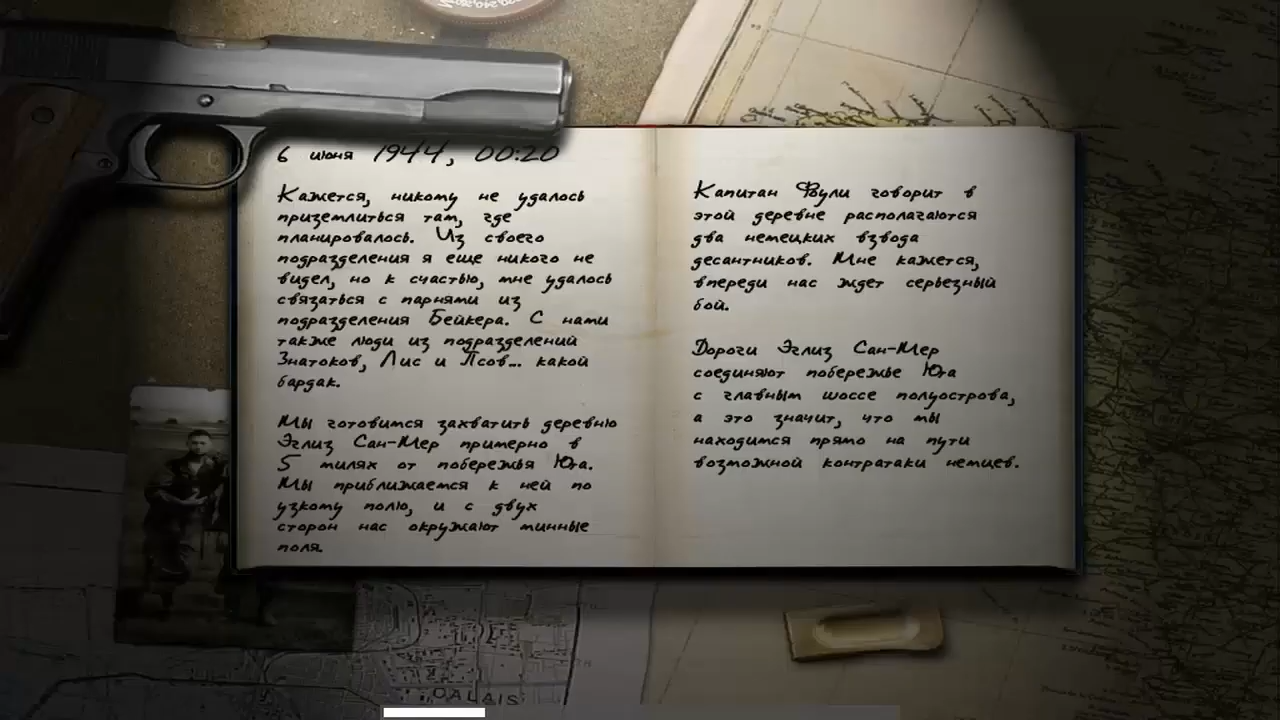 6 июня 1944, 00:20
Кажется, никому не удалось
приземлиться там, где
планировалось. Из своего
подразделения я еще никого не
видел, но к счастью, мне удалось
связаться с парнями из
подразделения Бейкера. С нами
также люди из подразделений
Знатоков, Лис и Псов... какой
бардак.
Мы готовимся захватить деревню
Эглиз Сан-Мер примерно в
5 милях от побережья Юта.
Мы приближаемся к ней по
узкому полю, и с двух
сторон нас окружают минные
поля.
Капитан Фоули говорит в
этой деревне располагаются
два немецких взвода
десантников. Мне кажется,
впереди нас ждет серьезный
бой.
Дороги Эглиз Сан-Мер
соединяют побережье Юта
с главным шоссе полуострова,
а это значит, что мы
находимся прямо на пути
возможной контратаки немцев.
CALAIS